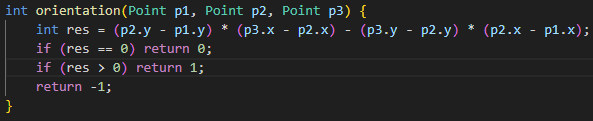 int orientation(Point p1, Point p2, Point p3) {
    int res = (p2.y - p1.y) * (p3.x - p2.x) - (p3.y - p2.y) * (p2.x - p1.x);
    if (res == 0) return 0;
    if (res > 0) return 1;
    return -1;
}